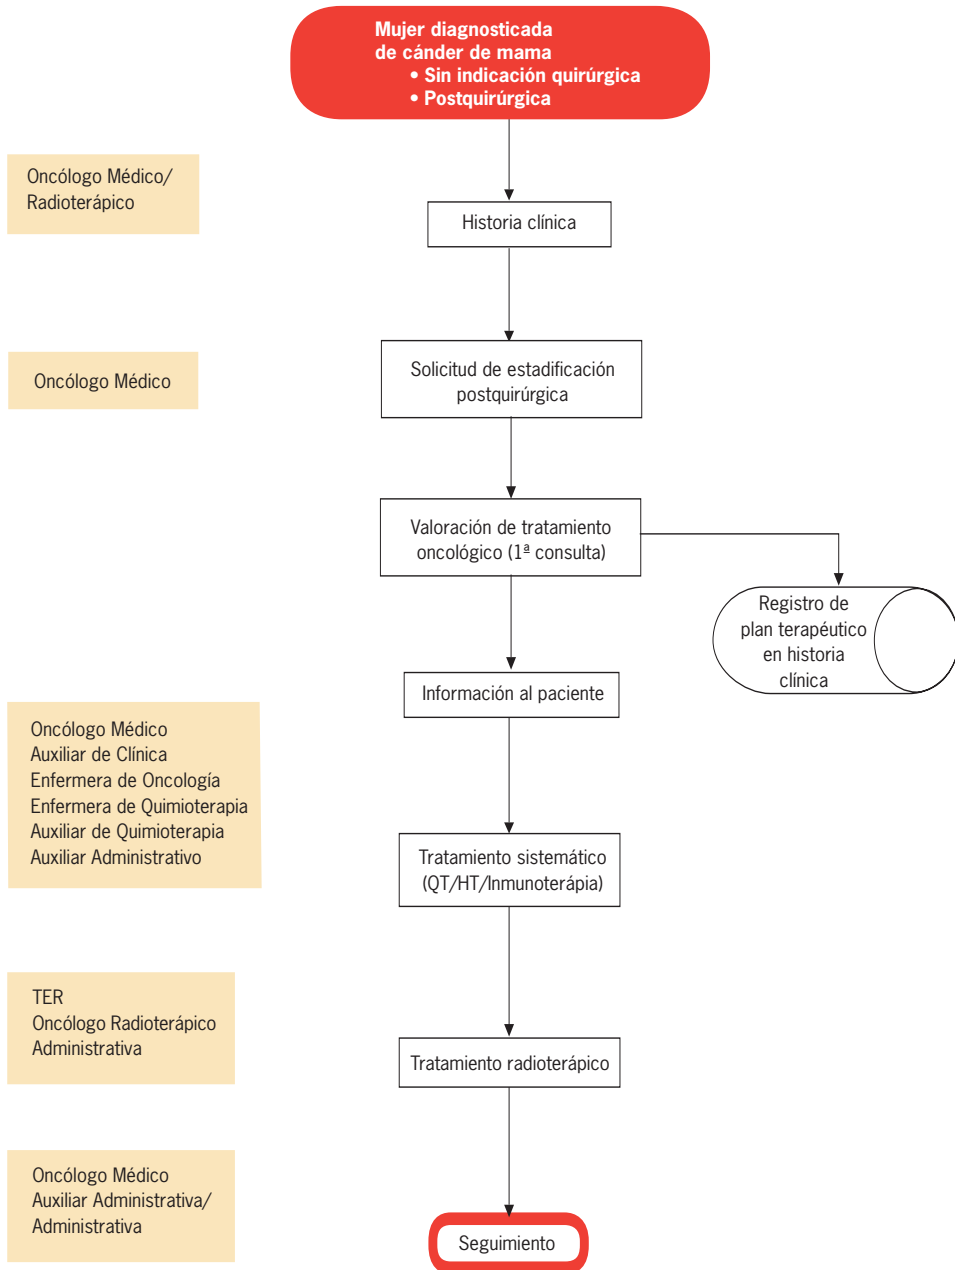 Mujer diagnosticada
de cánder de mama
• Sin indicación quirúrgica
• Postquirúrgica
Oncólogo Médico/
Radioterápico
Historia clínica
Oncólogo Médico
Solicitud de estadificación
postquirúrgica
Valoración de tratamiento
oncológico (1ª consulta)
Registro de
plan terapéutico
en historia
clínica
Información al paciente
Oncólogo Médico
Auxiliar de Clínica
Enfermera de Oncología
Enfermera de Quimioterapia
Auxiliar de Quimioterapia
Auxiliar Administrativo
Tratamiento sistemático
(QT/HT/Inmunoterápia)
TER
Oncólogo Radioterápico
Administrativa
Tratamiento radioterápico
Oncólogo Médico
Auxiliar Administrativa/
Administrativa
Seguimiento